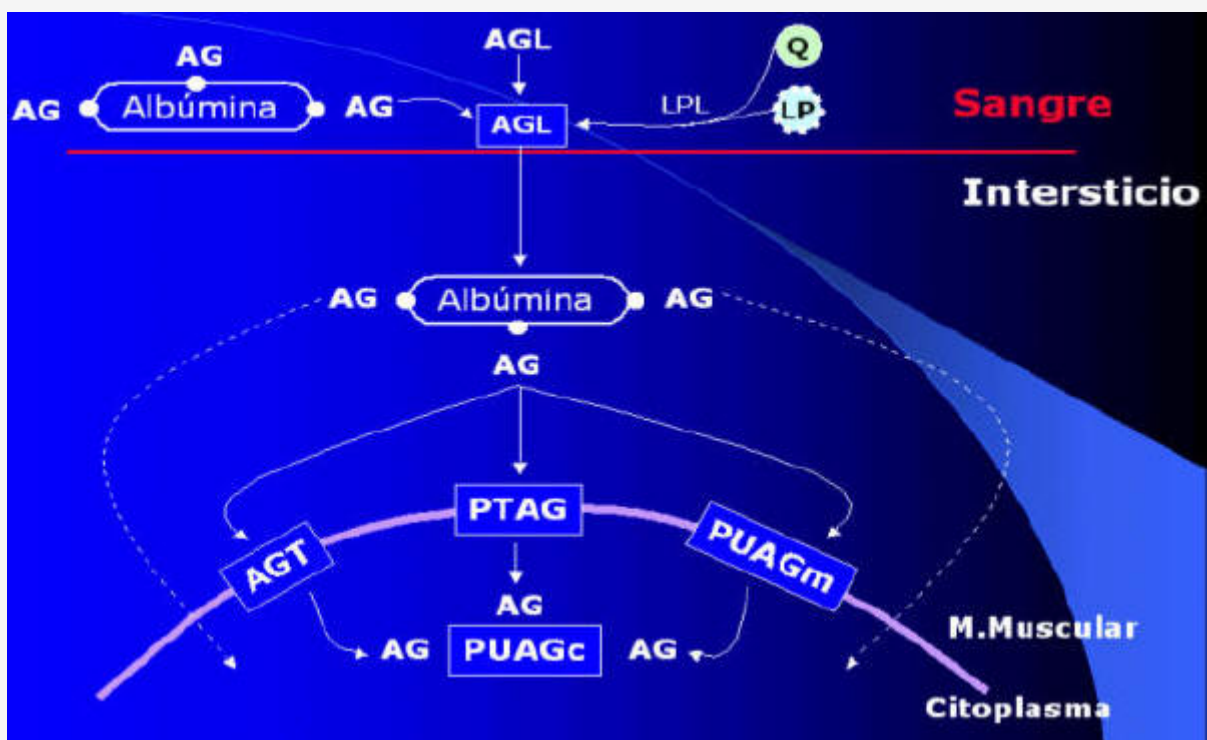 AG
AGL
Q
AG
Albúmina
AG
AGL
LPL
LP
Sangre
Intersticio
AG
Albúmina
AG
AG
AGT
PTAG
PUAGm
AG
AG
PUAGc
AG
M.Muscular
Citoplasma